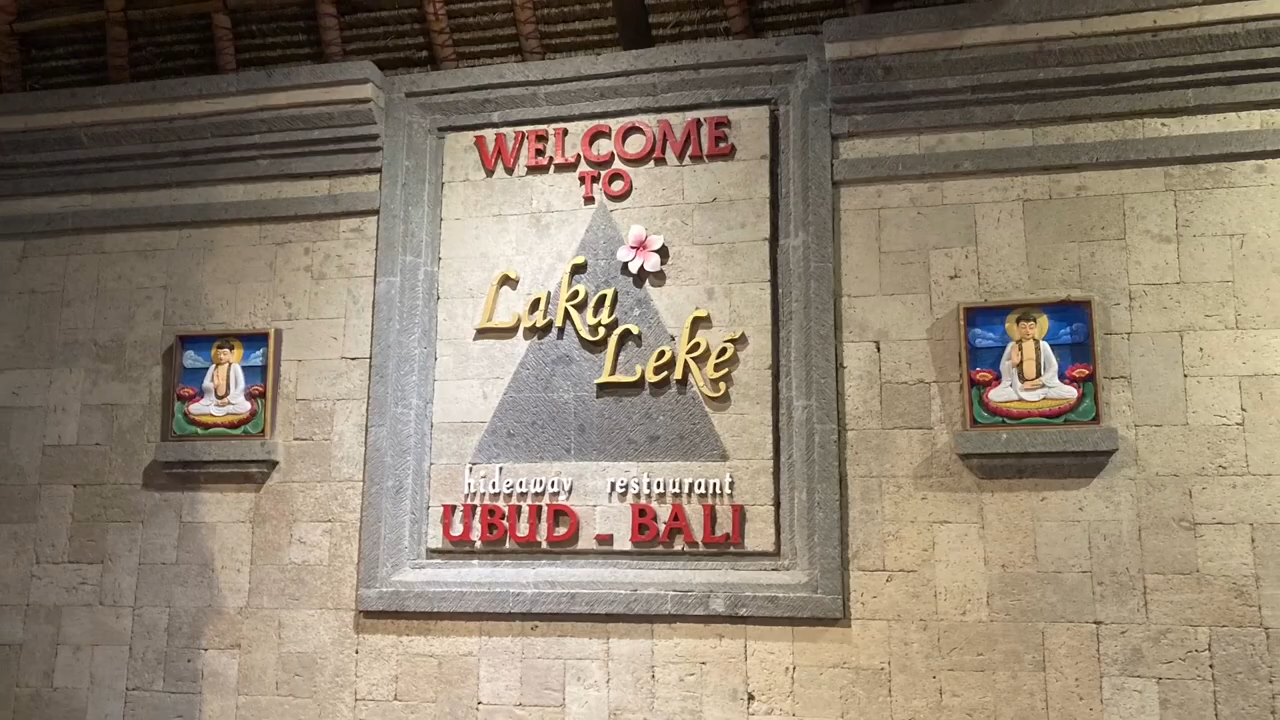 WELCOME
TO
Laka
Leké
hideaway restaurant
UBUD - BALI